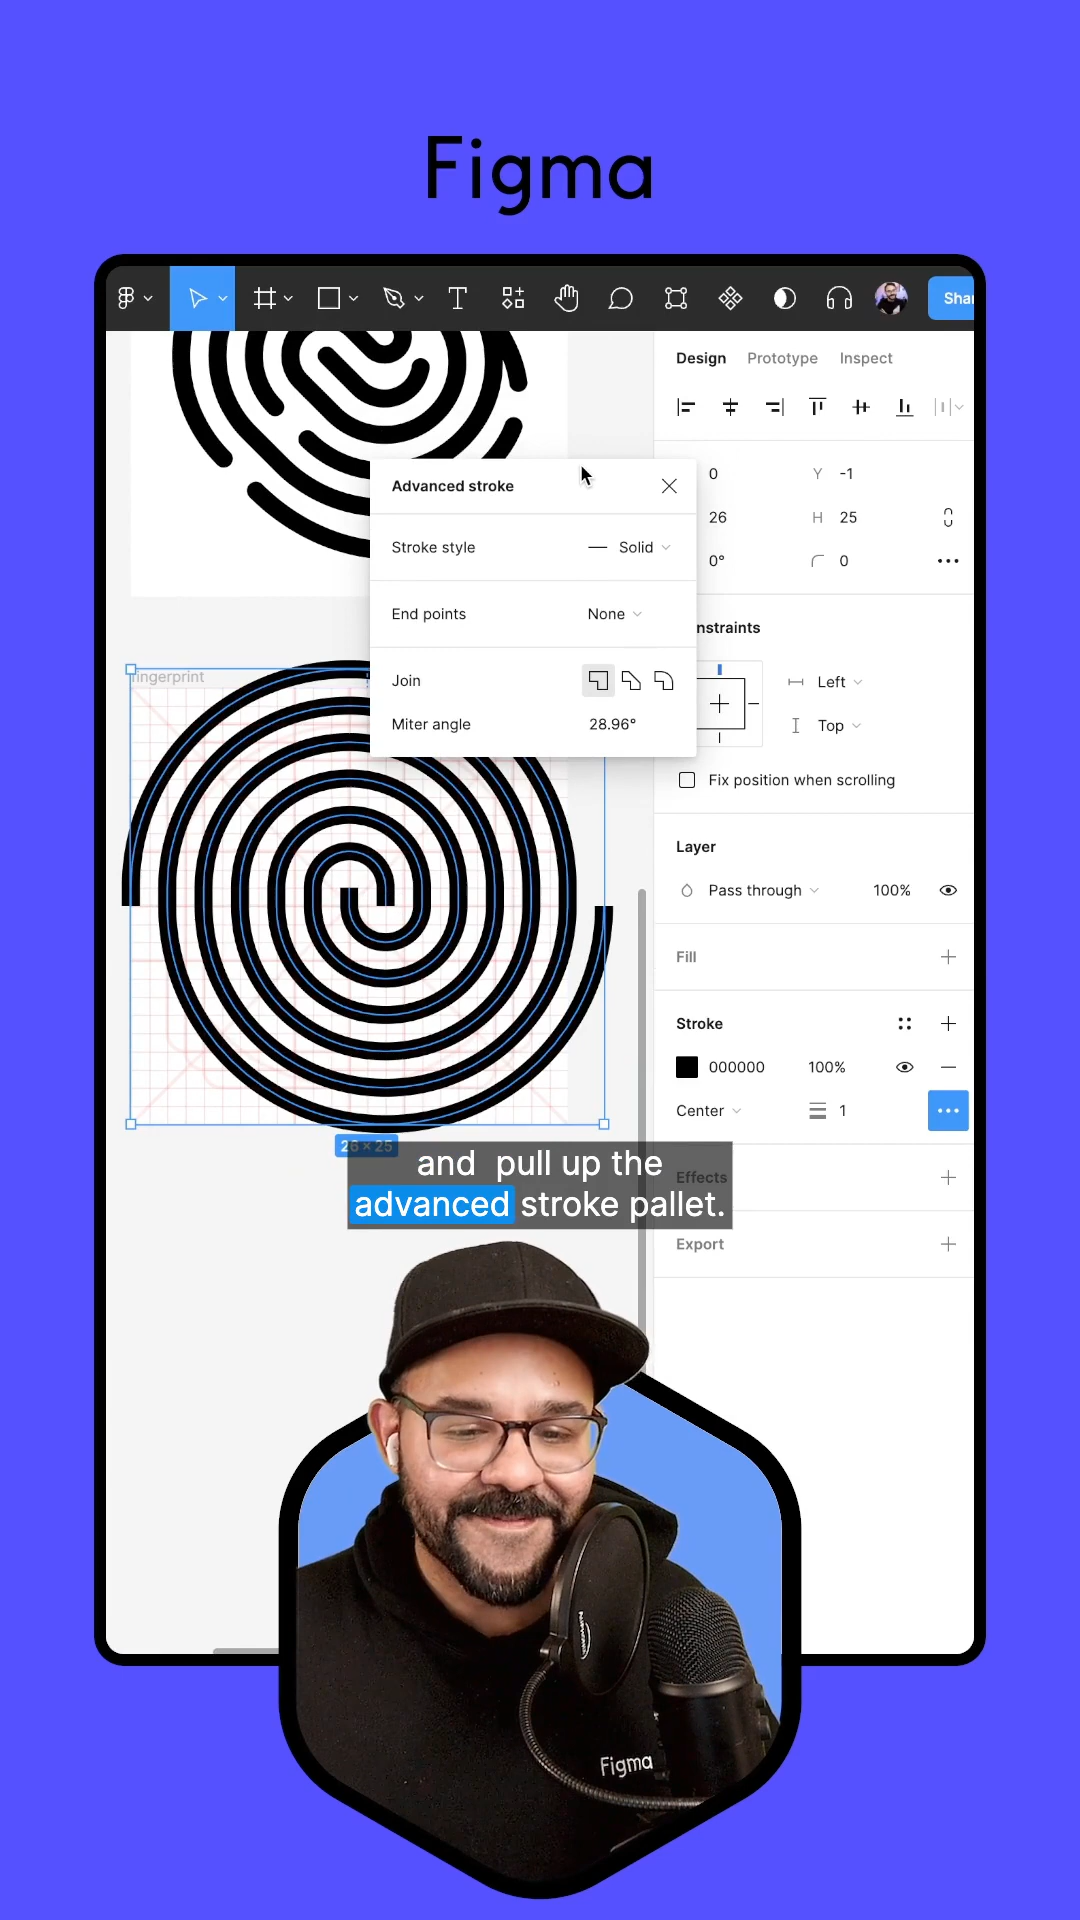 Figma
Shar
Design Prototype Inspect
0 Y -1
Advanced stroke
26 H 25
Stroke style Solid
0° 0
End points None
nstraints
fingerprint
Join
Left
Miter angle 28.96°
Top
Fix position when scrolling
Layer
Pass through 100%
Fill
Stroke
000000 100%
Center 1
26 × 25
and pull up the
Effects
advanced stroke pallet.
Export
Figma